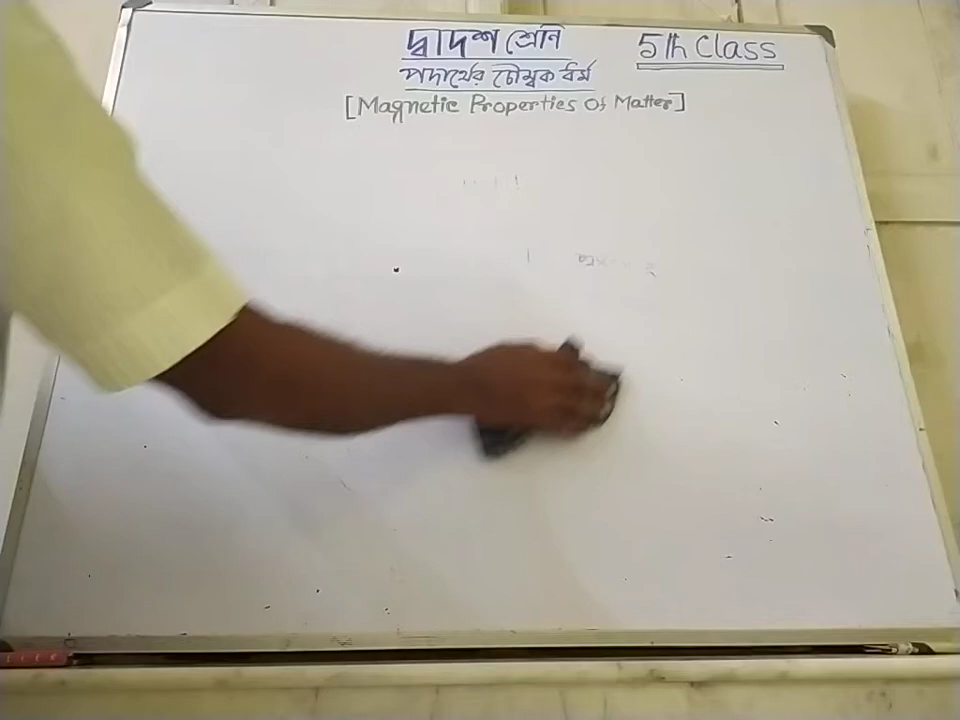 দ্বাদশ শ্রেনি
5th Class
পদার্থের চৌম্বক ধর্ম
[Magnetic Properties Of Matter]